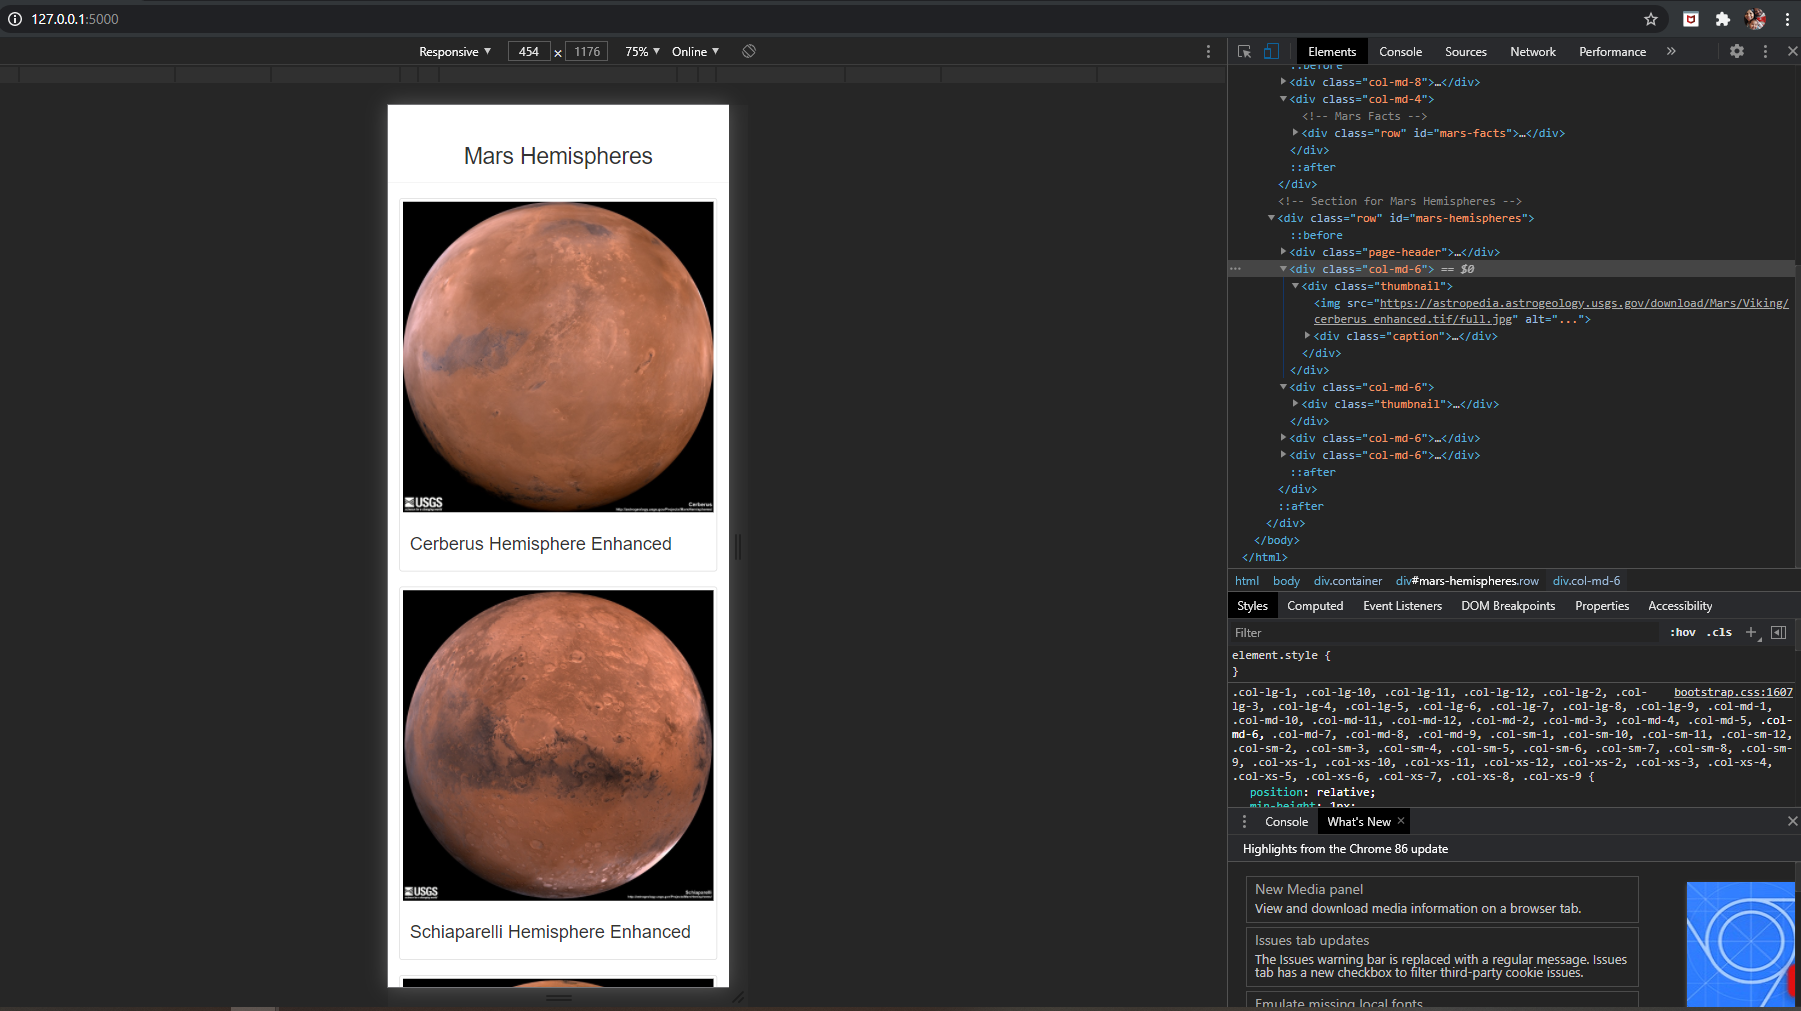 127.0.0.1:5000
Responsive ▼ 454 × 1176 75% ▼ Online ▼
Elements Console Sources Network Performance »
Mars Hemispheres
USGS
Cerberus
Cerberus Hemisphere Enhanced
USGS
Schiaparelli
Schiaparelli Hemisphere Enhanced
::before
▶<div class="col-md-8">…</div>
▼<div class="col-md-4">
<!-- Mars Facts -->
▶<div class="row" id="mars-facts">…</div>
</div>
::after
</div>
<!-- Section for Mars Hemispheres -->
▼<div class="row" id="mars-hemispheres">
::before
▶<div class="page-header">…</div>
… ▼<div class="col-md-6"> == $0
▼<div class="thumbnail">
<img src="https://astropedia.astrogeology.usgs.gov/download/Mars/Viking/
cerberus_enhanced.tif/full.jpg" alt="...">
▶<div class="caption">…</div>
</div>
</div>
▼<div class="col-md-6">
▶<div class="thumbnail">…</div>
</div>
▶<div class="col-md-6">…</div>
▶<div class="col-md-6">…</div>
::after
</div>
::after
</div>
</body>
</html>
html body div.container div#mars-hemispheres.row div.col-md-6
Styles Computed Event Listeners DOM Breakpoints Properties Accessibility
Filter :hov .cls +
element.style {
}
.col-lg-1, .col-lg-10, .col-lg-11, .col-lg-12, .col-lg-2, .col- bootstrap.css:1607
lg-3, .col-lg-4, .col-lg-5, .col-lg-6, .col-lg-7, .col-lg-8, .col-lg-9, .col-md-1,
.col-md-10, .col-md-11, .col-md-12, .col-md-2, .col-md-3, .col-md-4, .col-md-5, .col-
md-6, .col-md-7, .col-md-8, .col-md-9, .col-sm-1, .col-sm-10, .col-sm-11, .col-sm-12,
.col-sm-2, .col-sm-3, .col-sm-4, .col-sm-5, .col-sm-6, .col-sm-7, .col-sm-8, .col-sm-
9, .col-xs-1, .col-xs-10, .col-xs-11, .col-xs-12, .col-xs-2, .col-xs-3, .col-xs-4,
.col-xs-5, .col-xs-6, .col-xs-7, .col-xs-8, .col-xs-9 {
position: relative;
min-height: 1px;
Console What's New ×
Highlights from the Chrome 86 update
New Media panel
View and download media information on a browser tab.
Issues tab updates
The Issues warning bar is replaced with a regular message. Issues
tab has a new checkbox to filter third-party cookie issues.
Emulate missing local fonts